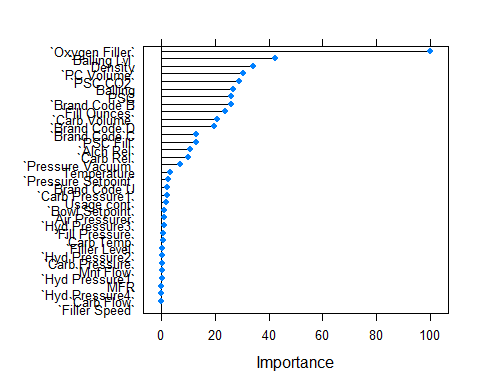 `Oxygen Filler`
`Balling Lvl`
Density
`PC Volume`
`PSC CO2`
Balling
PSC
`Brand Code B`
`Fill Ounces`
`Carb Volume`
`Brand Code D`
`Brand Code C`
`PSC Fill`
`Alch Rel`
`Carb Rel`
`Pressure Vacuum`
Temperature
`Pressure Setpoint`
`Brand Code U`
`Carb Pressure1`
`Usage cont`
`Bowl Setpoint`
`Air Pressurer`
`Hyd Pressure3`
`Fill Pressure`
`Carb Temp`
`Filler Level`
`Hyd Pressure2`
`Carb Pressure`
`Mnf Flow`
`Hyd Pressure1`
MFR
`Hyd Pressure4`
`Carb Flow`
`Filler Speed`
0 20 40 60 80 100
Importance